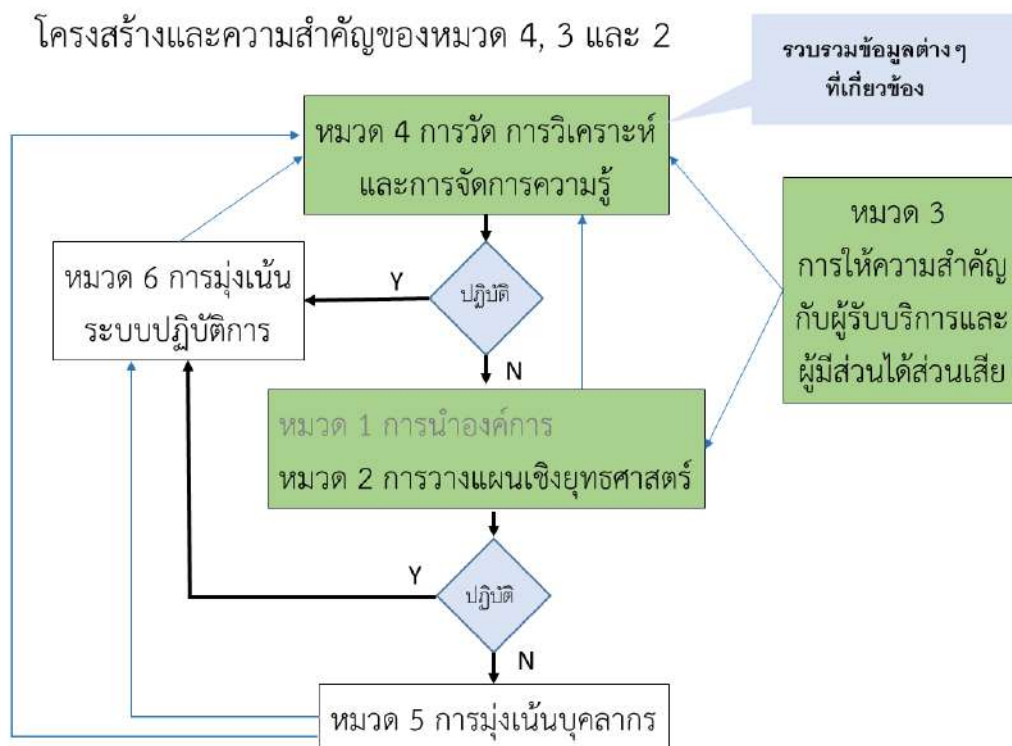 โครงสร้างและความสำคัญของหมวด 4, 3 และ 2
รวบรวมข้อมูลต่างๆ
ที่เกี่ยวข้อง
หมวด 4 การวัด การวิเคราะห์
และการจัดการความรู้
หมวด 3
การให้ความสำคัญ
กับผู้รับบริการและ
ผู้มีส่วนได้ส่วนเสีย
หมวด 6 การมุ่งเน้น
ระบบปฏิบัติการ
Y
ปฏิบัติ
N
หมวด 1 การนำองค์การ
หมวด 2 การวางแผนเชิงยุทธศาสตร์
Y
ปฏิบัติ
N
หมวด 5 การมุ่งเน้นบุคลากร